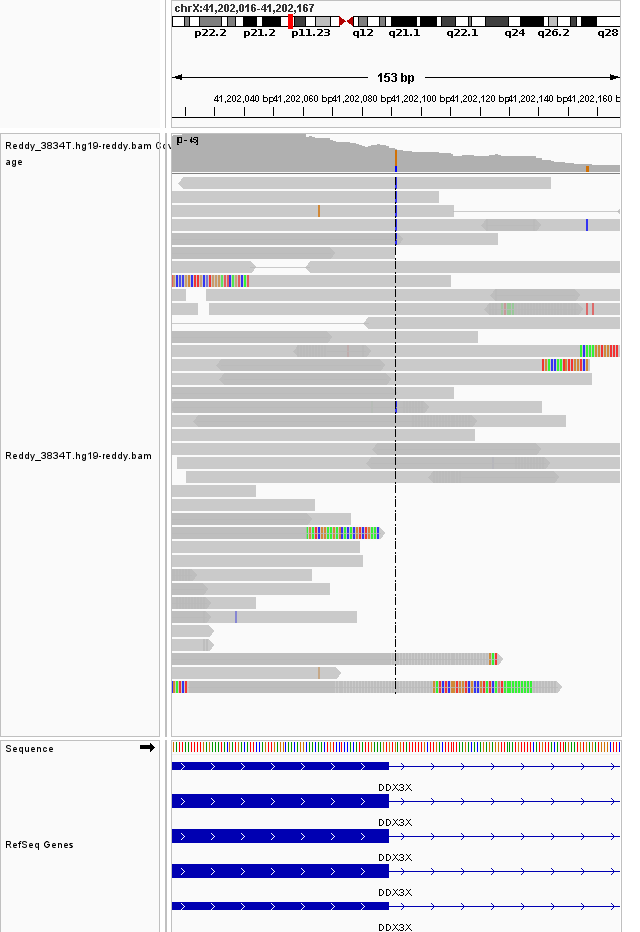 chrX:41,202,016-41,202,167
p22.2 p21.2 p11.23 q12 q21.1 q22.1 q24 q26.2 q28
153 bp
41,202,040 bp 41,202,060 bp 41,202,080 bp 41,202,100 bp 41,202,120 bp 41,202,140 bp 41,202,160 b
Reddy_3834T.hg19-reddy.bam Cov
age
Reddy_3834T.hg19-reddy.bam
Sequence
DDX3X
DDX3X
RefSeq Genes
DDX3X
DDX3X
DDX3X